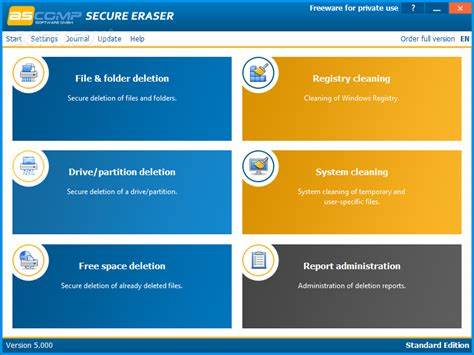 ASCOMP SECURE ERASER
SOFTWARE GMBH
Freeware for private use
Start Settings Journal Update Help
Order full version EN
File & folder deletion
Secure deletion of files and folders.
Registry cleaning
Cleaning of Windows Registry.
Drive/partition deletion
Secure deletion of a drive/partition.
System cleaning
System cleaning of temporary and
user-specific files.
Free space deletion
Secure deletion of already deleted files.
Report administration
Administration of deletion reports.
Version 5.000
Standard Edition